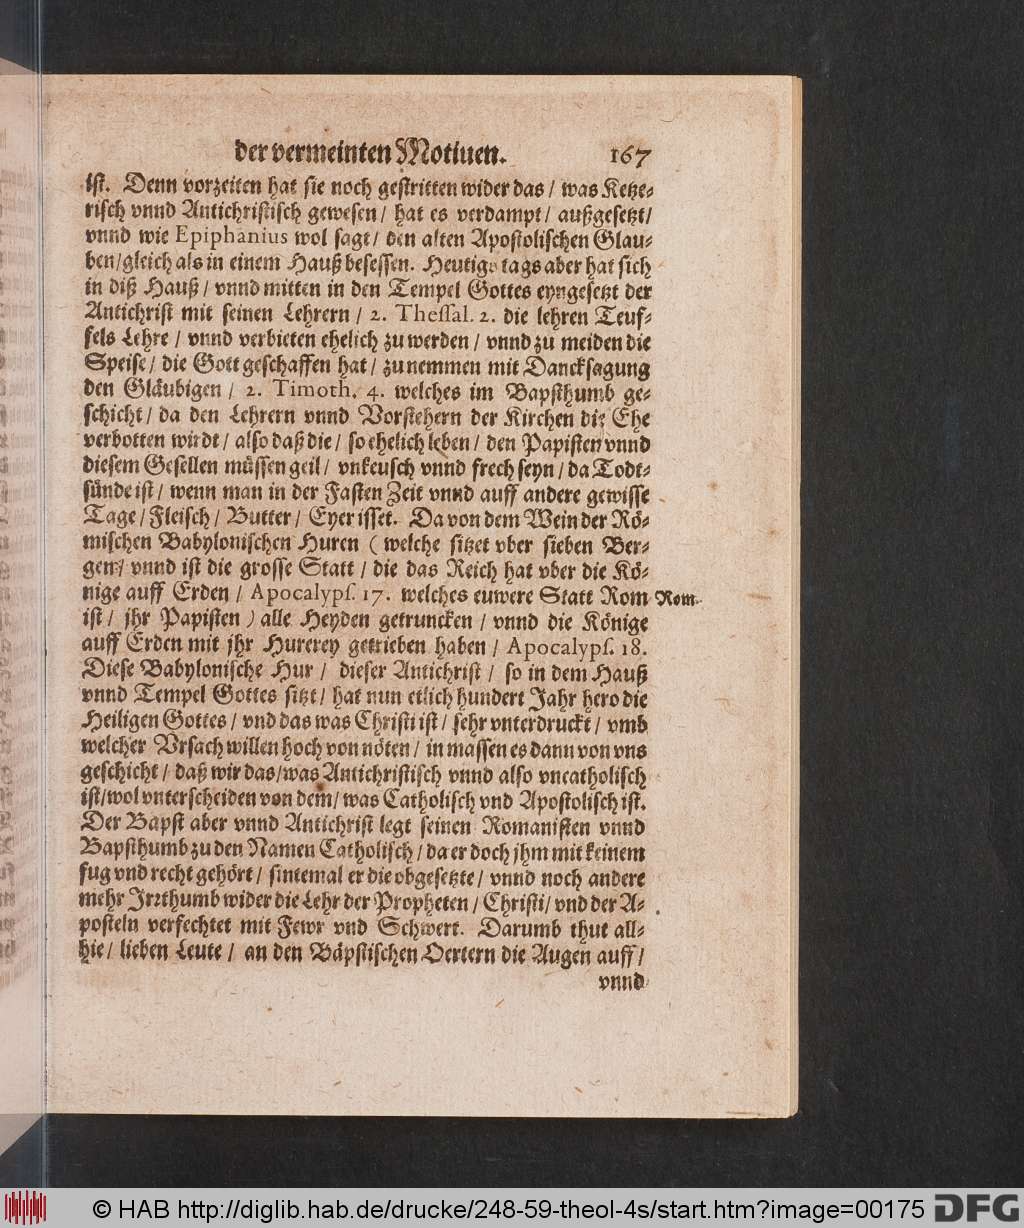 der vermeinten Motiuen. 167
ist. Denn vorzeiten hat sie noch gestritten wider das / was Ketze-
risch vnnd Antichristisch gewesen / hat es verdampt / außgesetzt /
vnnd wie Epiphanius wol sagt / den alten Apostolischen Glau-
ben / gleich als in einem Hauß besessen. Heutigs tags aber hat sich
in diß Hauß / vnnd mitten in den Tempel Gottes eyngesetzt der
Antichrist mit seinen Lehrern / 2. Thessal. 2. die lehren Teuf-
fels Lehre / vnnd verbieten ehelich zu werden / vnnd zu meiden die
Speise / die Gott geschaffen hat / zu nemmen mit Dancksagung
den Gläubigen / 2. Timoth. 4. welches im Bapsthumb ge-
schicht / da den Lehrern vnnd Vorstehern der Kirchen die Ehe
verbotten wirdt / also daß die / so ehelich leben / den Papisten vnnd
diesem Gesellen müssen geil / vnkeusch vnnd frech seyn / da Todt-
sünde ist / wenn man in der Fasten Zeit vnnd auff andere gewisse
Tage / Fleisch / Butter / Eyer isset. Da von dem Wein der Rö-
mischen Babylonischen Huren ( welche sitzet vber sieben Ber-
gen / vnnd ist die grosse Statt / die das Reich hat vber die Kö-
nige auff Erden / Apocalyps. 17. welches euwere Statt Rom Rom.
ist / jhr Papisten ) alle Heyden getruncken / vnnd die Könige
auff Erden mit jhr Hurerey getrieben haben / Apocalyps. 18.
Diese Babylonische Hur / dieser Antichrist / so in dem Hauß
vnnd Tempel Gottes sitzt / hat nun etlich hundert Jahr hero die
Heiligen Gottes / vnd das was Christi ist / sehr vnterdruckt / vmb
welcher Vrsach willen hoch von nöten / in massen es dann von vns
geschicht / daß wir das / was Antichristisch vnnd also vncatholisch
ist / wol vnterscheiden von dem / was Catholisch vnd Apostolisch ist.
Der Bapst aber vnnd Antichrist legt seinen Romanisten vnnd
Bapsthumb zu den Namen Catholisch / da er doch jhm mit keinem
fug vnd recht gehört / sintemal er die obgesetzte / vnnd noch andere
mehr Irrthumb wider die Lehr der Propheten / Christi / vnd der A-
posteln verfechtet mit Fewr vnd Schwert. Darumb thut all-
hie / lieben Leute / an den Bäpstischen Oertern die Augen auff /
vnnd
© HAB http://diglib.hab.de/drucke/248-59-theol-4s/start.htm?image=00175 DFG